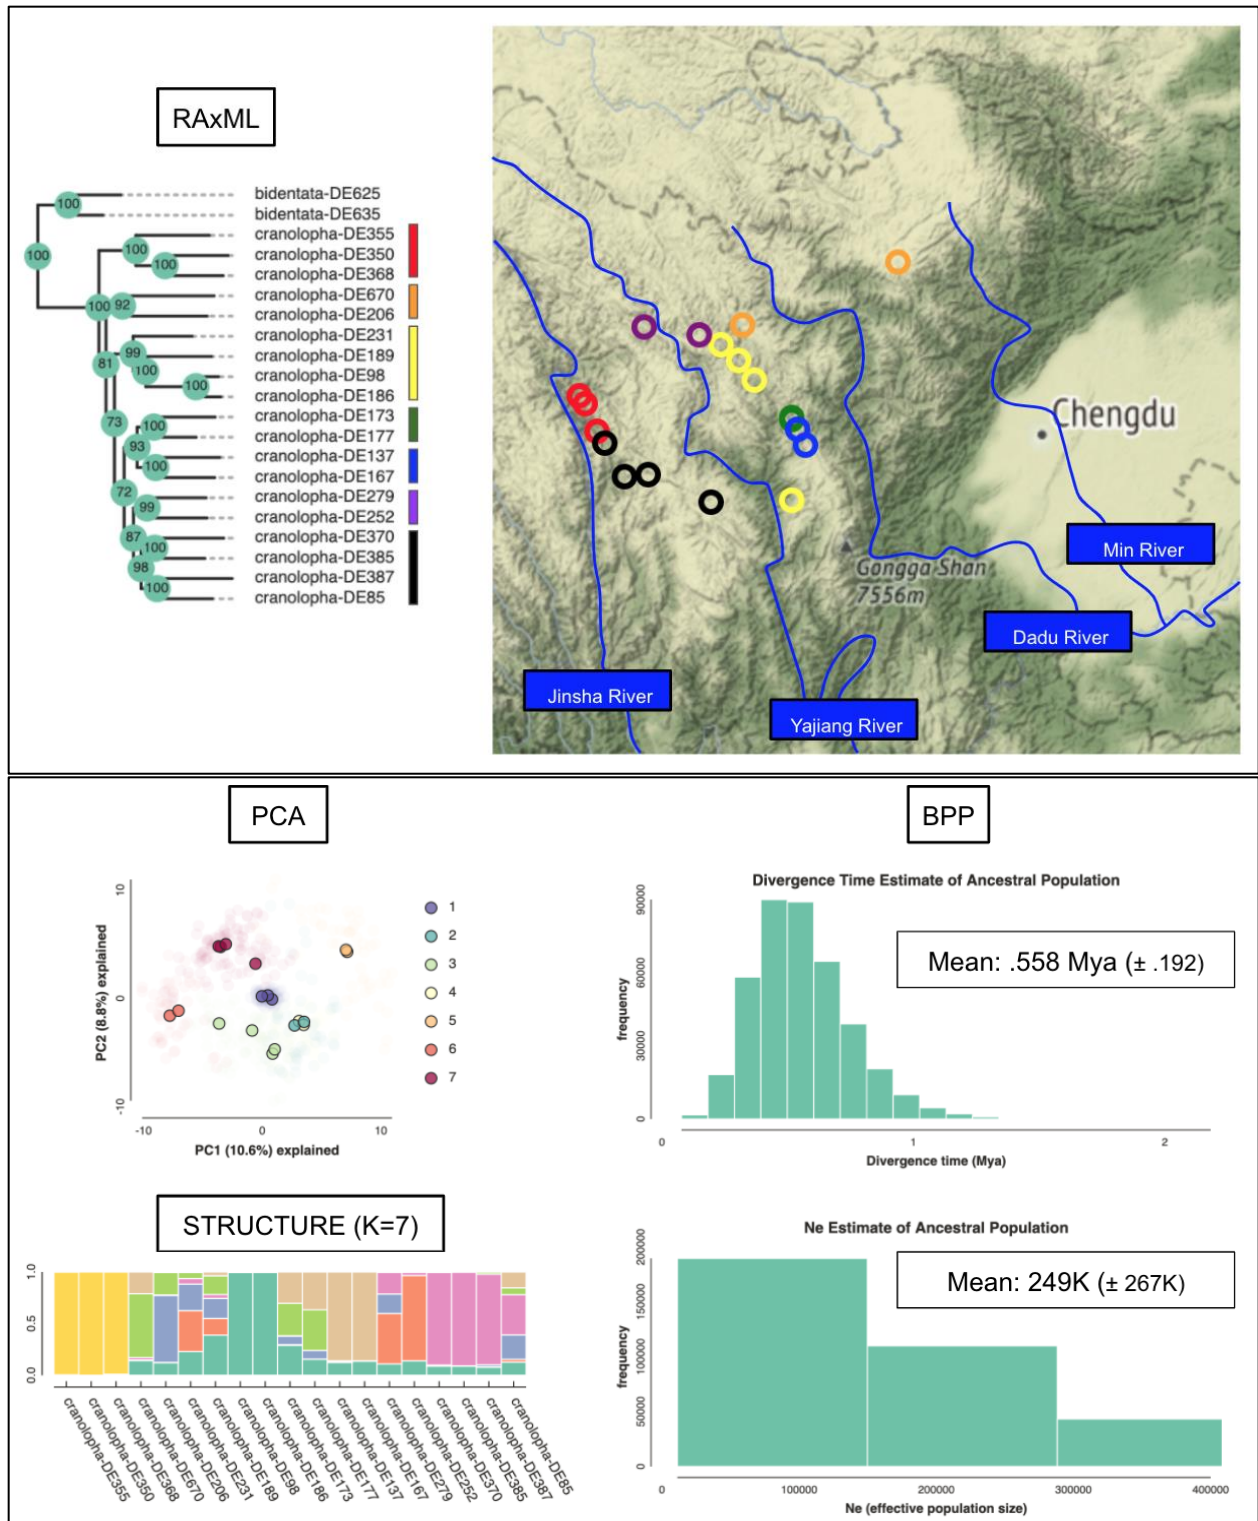 RAxML
bidentata-DE625
bidentata-DE635
cranolopha-DE355
cranolopha-DE350
cranolopha-DE368
cranolopha-DE670
cranolopha-DE206
cranolopha-DE231
cranolopha-DE189
cranolopha-DE98
cranolopha-DE186
cranolopha-DE173
cranolopha-DE177
cranolopha-DE137
cranolopha-DE167
cranolopha-DE279
cranolopha-DE252
cranolopha-DE370
cranolopha-DE385
cranolopha-DE387
cranolopha-DE85
100
100
100
100
100
92
81
99
100
100
73
100
93
100
72
99
87
100
98
100
Chengdu
Gongga Shan
7556m
Min River
Dadu River
Jinsha River
Yajiang River
PCA
10
0
-10
PC2 (8.8%) explained
-10
0
10
PC1 (10.6%) explained
1
2
3
4
5
6
7
BPP
Divergence Time Estimate of Ancestral Population
Mean: .558 Mya (± .192)
frequency
90000
60000
30000
0
0
1
2
Divergence time (Mya)
STRUCTURE (K=7)
1.0
0.5
0.0
cranolopha-DE355
cranolopha-DE350
cranolopha-DE368
cranolopha-DE670
cranolopha-DE206
cranolopha-DE231
cranolopha-DE189
cranolopha-DE98
cranolopha-DE186
cranolopha-DE173
cranolopha-DE177
cranolopha-DE137
cranolopha-DE167
cranolopha-DE279
cranolopha-DE252
cranolopha-DE370
cranolopha-DE385
cranolopha-DE387
cranolopha-DE85
Ne Estimate of Ancestral Population
Mean: 249K (± 267K)
frequency
200000
150000
100000
50000
0
0
100000
200000
300000
400000
Ne (effective population size)